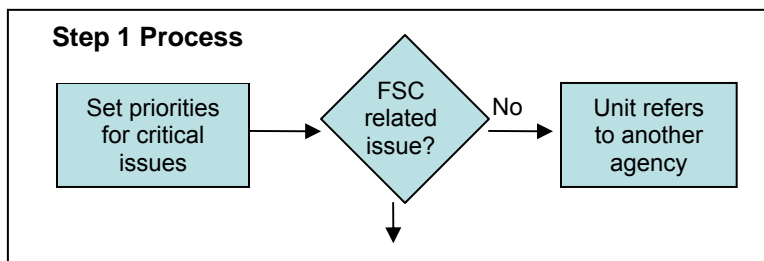 Step 1 Process
Set priorities
for critical
issues
FSC
related
issue?
No
Unit refers
to another
agency